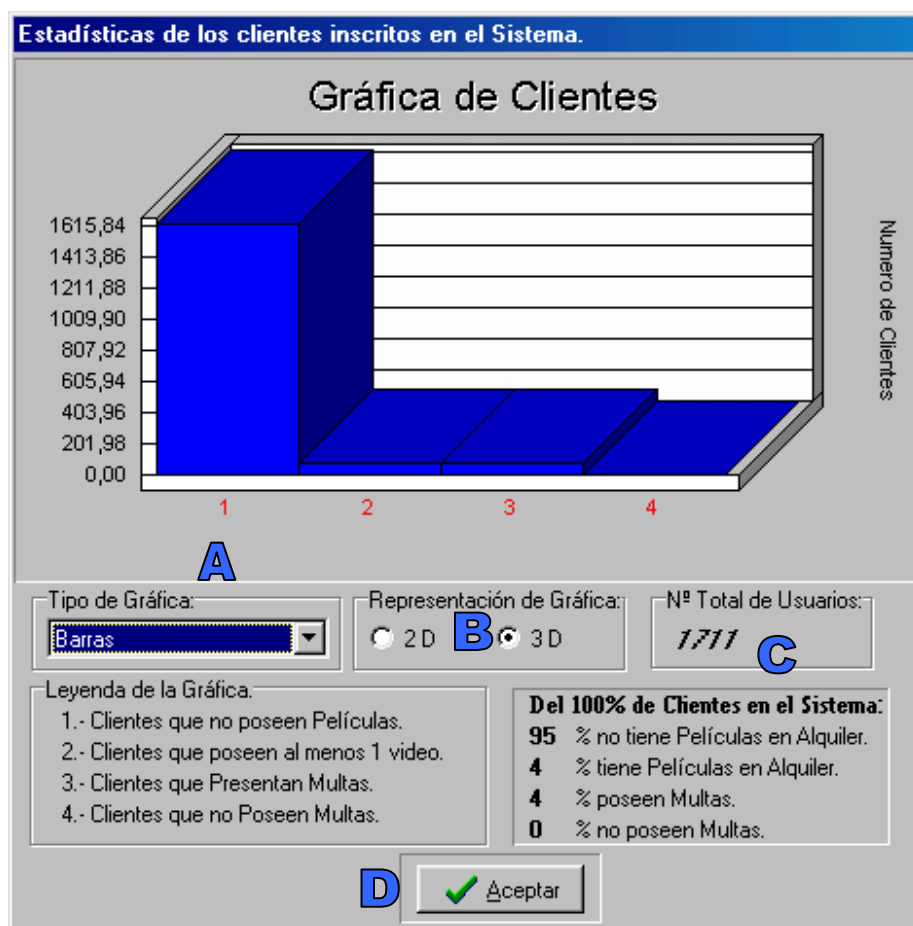 Estadísticas de los clientes inscritos en el Sistema.
Gráfica de Clientes
1615,84
1413,86
1211,88
1009,90
807,92
605,94
403,96
201,98
0,00
Numero de Clientes
1 2 3 4
A
Tipo de Gráfica:
Barras
Representación de Gráfica:
2 D B 3 D
Nº Total de Usuarios:
1711
C
Leyenda de la Gráfica.
1.- Clientes que no poseen Películas.
2.- Clientes que poseen al menos 1 video.
3.- Clientes que Presentan Multas.
4.- Clientes que no Poseen Multas.
Del 100% de Clientes en el Sistema:
95 % no tiene Películas en Alquiler.
4 % tiene Películas en Alquiler.
4 % poseen Multas.
0 % no poseen Multas.
D
Aceptar